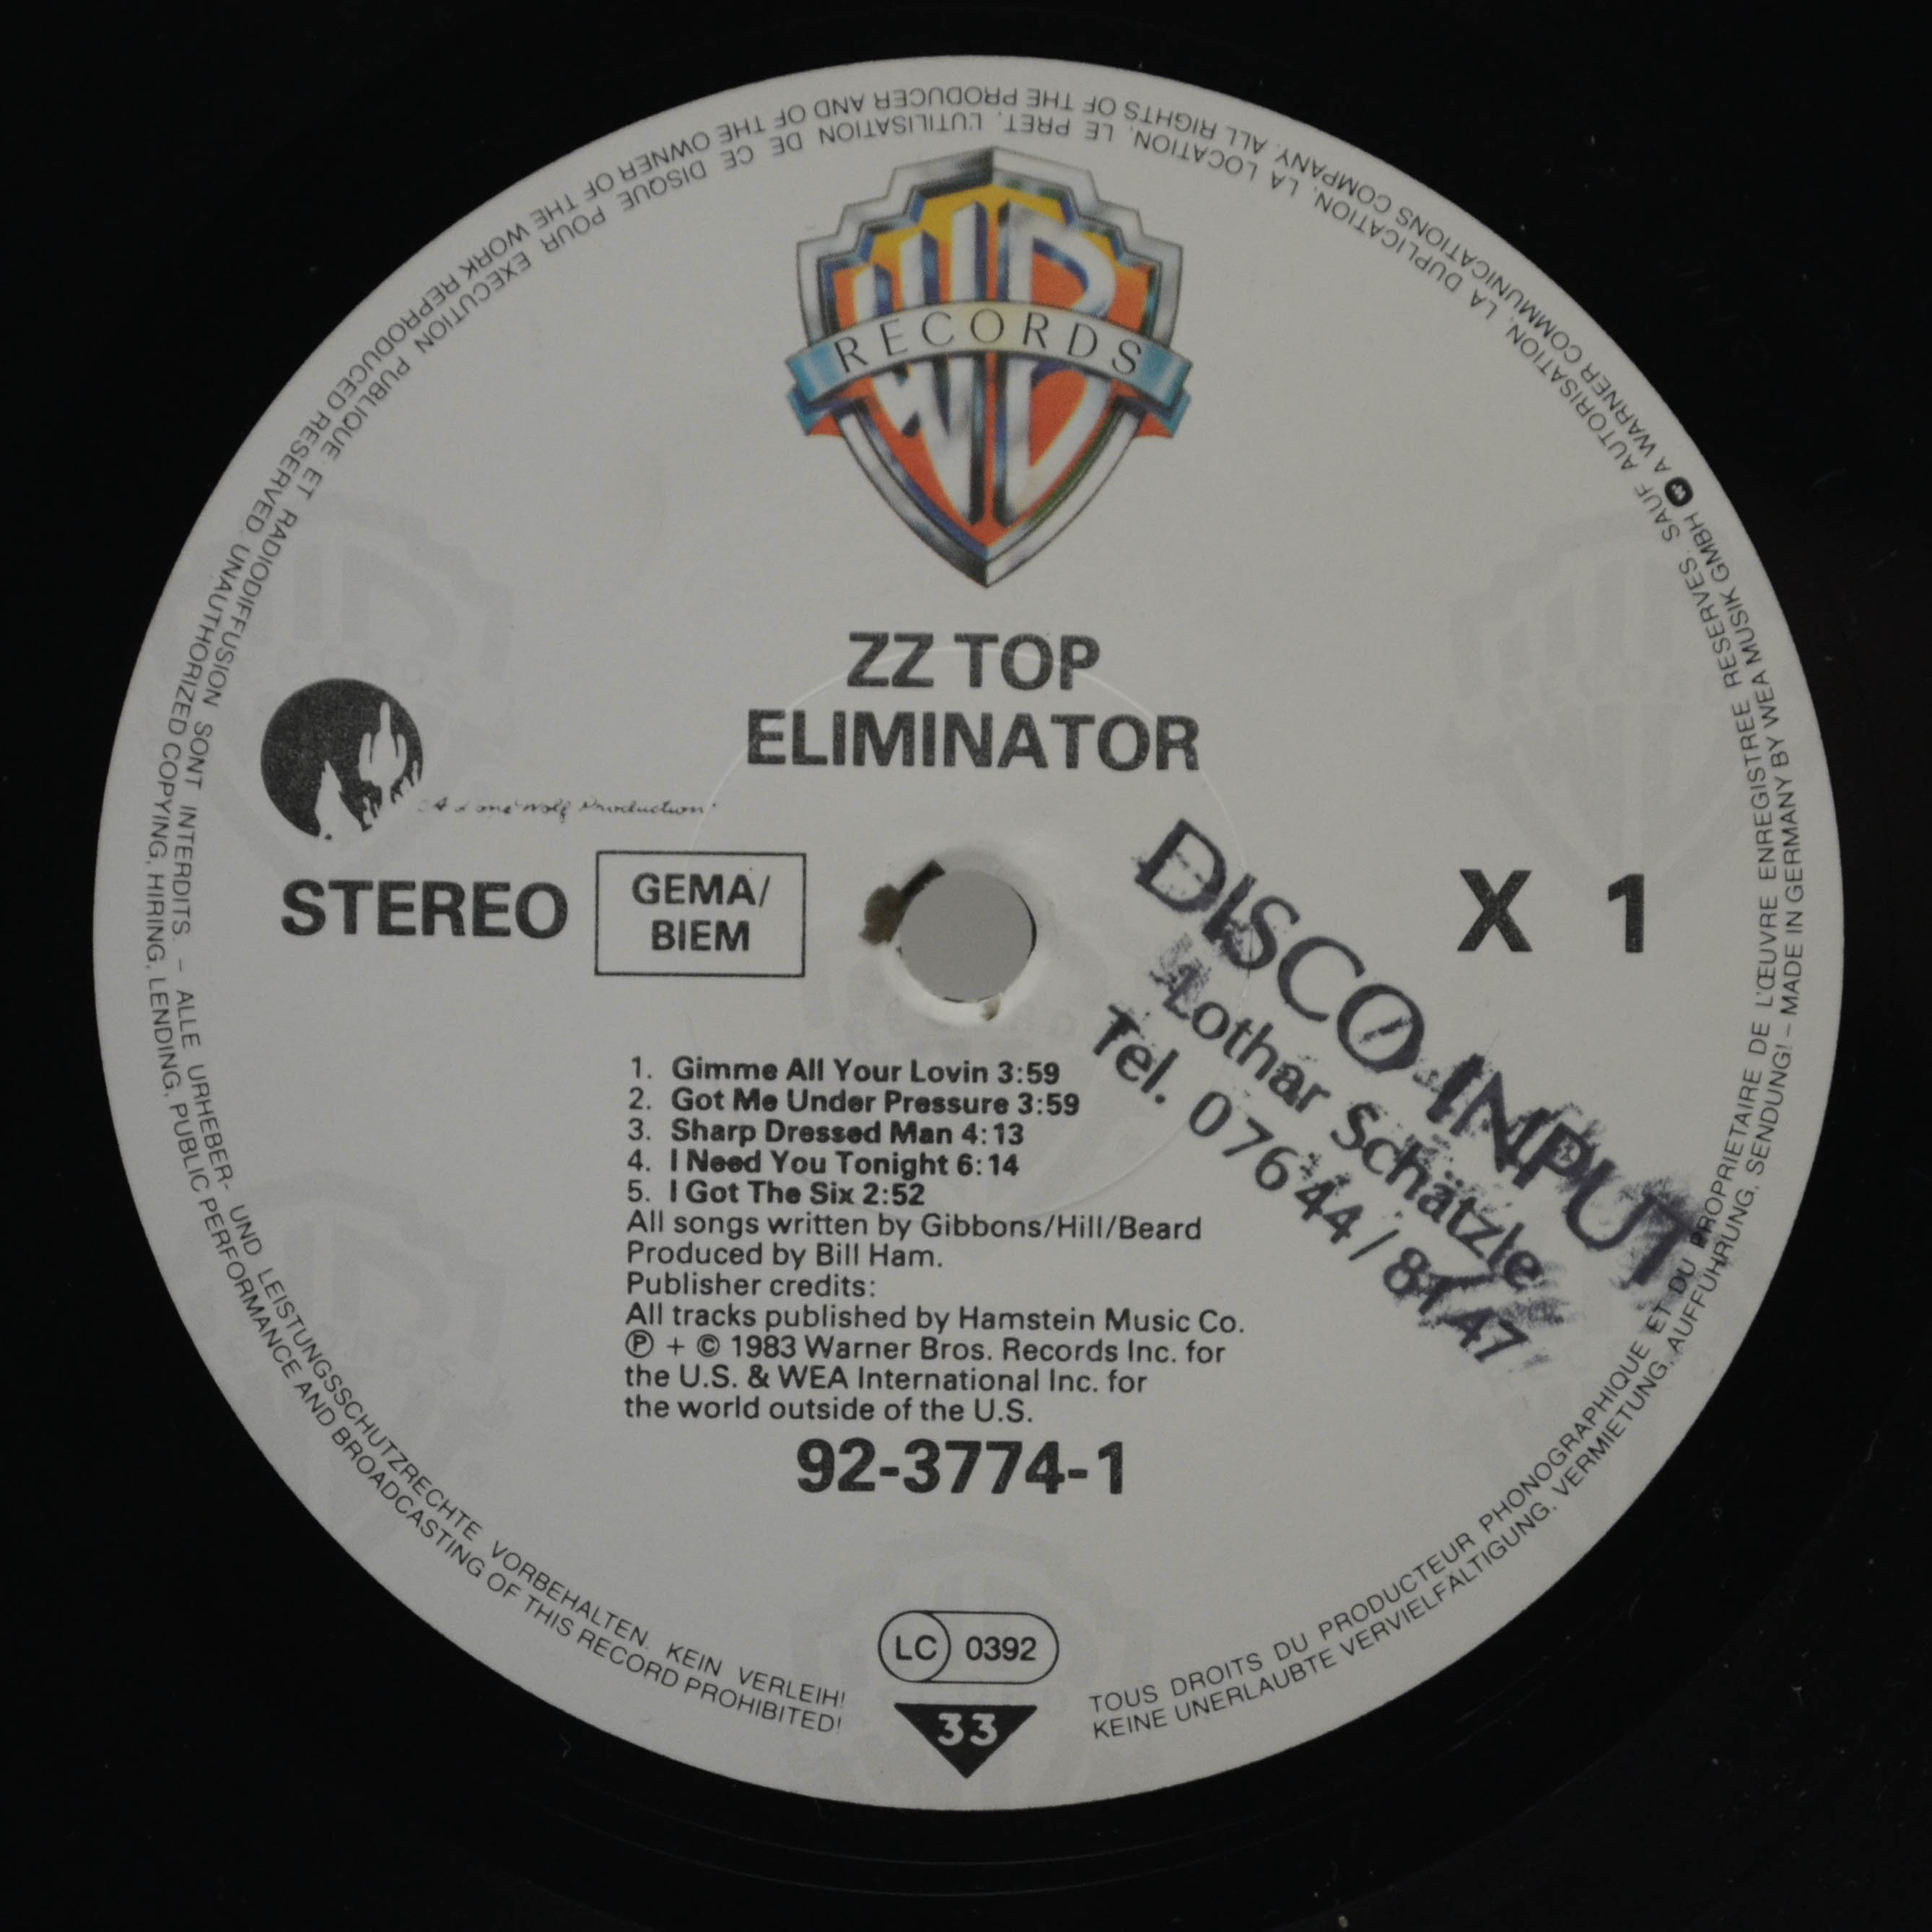 WB
RECORDS
ZZ TOP
ELIMINATOR
"A Lone Wolf Production"
STEREO
GEMA/
BIEM
X 1
DISCO-INPUT
Lothar Schätzle
Tel. 07644/8147
1. Gimme All Your Lovin 3:59
2. Got Me Under Pressure 3:59
3. Sharp Dressed Man 4:13
4. I Need You Tonight 6:14
5. I Got The Six 2:52
All songs written by Gibbons/Hill/Beard
Produced by Bill Ham.
Publisher credits:
All tracks published by Hamstein Music Co.
Ⓟ + © 1983 Warner Bros. Records Inc. for
the U.S. & WEA International Inc. for
the world outside of the U.S.
92-3774-1
LC 0392
33
TOUS DROITS DU PRODUCTEUR PHONOGRAPHIQUE ET DU PROPRIETAIRE DE L'ŒUVRE ENREGISTREE RESERVES. SAUF AUTORISATION, LA DUPLICATION, LA LOCATION, LE PRET, L'UTILISATION DE CE DISQUE POUR EXECUTION PUBLIQUE ET RADIODIFFUSION SONT INTERDITS. – ALLE URHEBER- UND LEISTUNGSSCHUTZRECHTE VORBEHALTEN. KEIN VERLEIH!
KEINE UNERLAUBTE VERVIELFÄLTIGUNG, VERMIETUNG, AUFFÜHRUNG, SENDUNG! – MADE IN GERMANY BY WEA MUSIK GMBH A WARNER COMMUNICATIONS COMPANY. ALL RIGHTS OF THE PRODUCER AND OF THE OWNER OF THE WORK REPRODUCED RESERVED. UNAUTHORIZED COPYING, HIRING, LENDING, PUBLIC PERFORMANCE AND BROADCASTING OF THIS RECORD PROHIBITED!